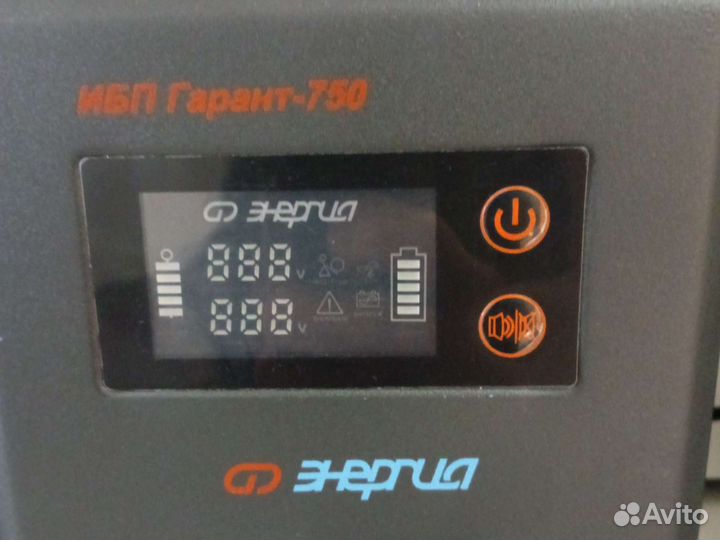 ИБП Гарант-750
энергия
888 v
888 v
энергия
Avito